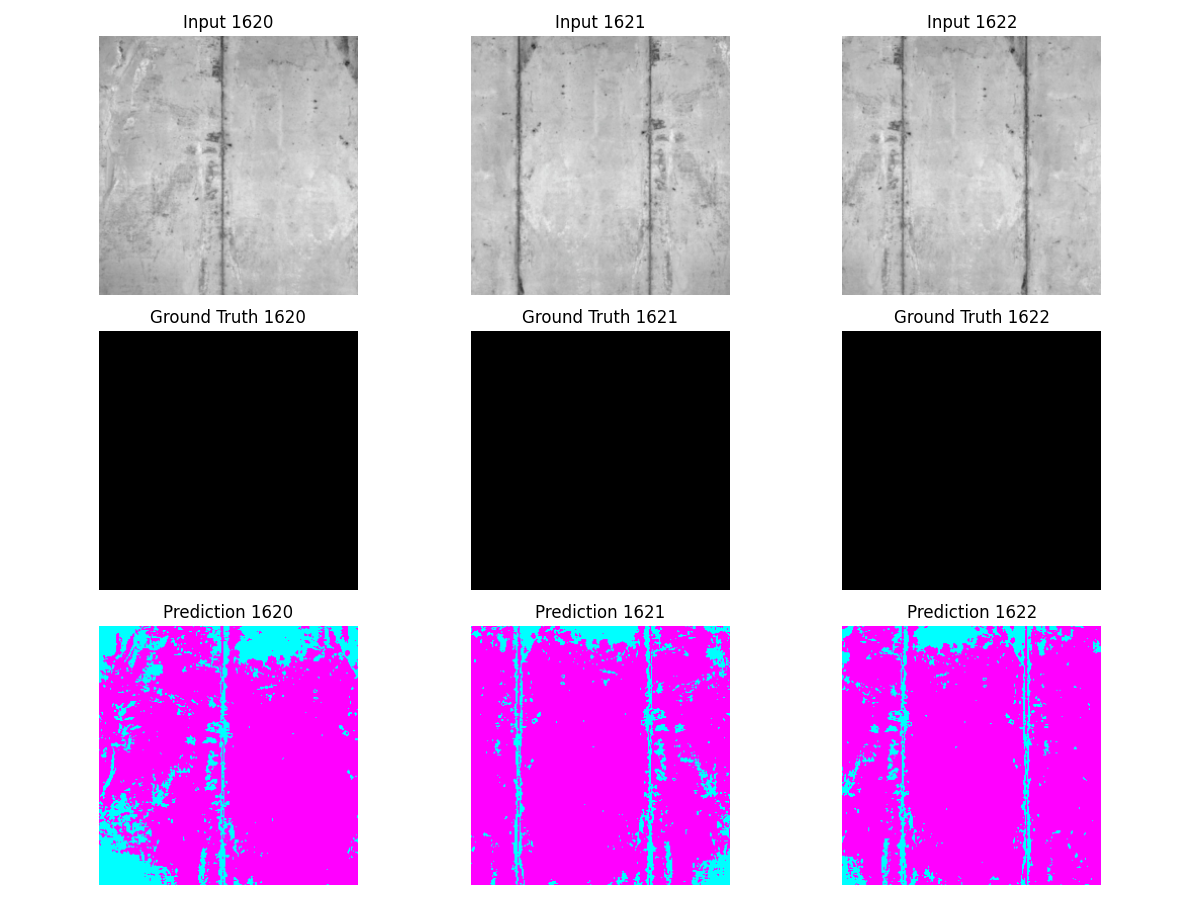 Input 1620
Input 1621
Input 1622
Ground Truth 1620
Ground Truth 1621
Ground Truth 1622
Prediction 1620
Prediction 1621
Prediction 1622